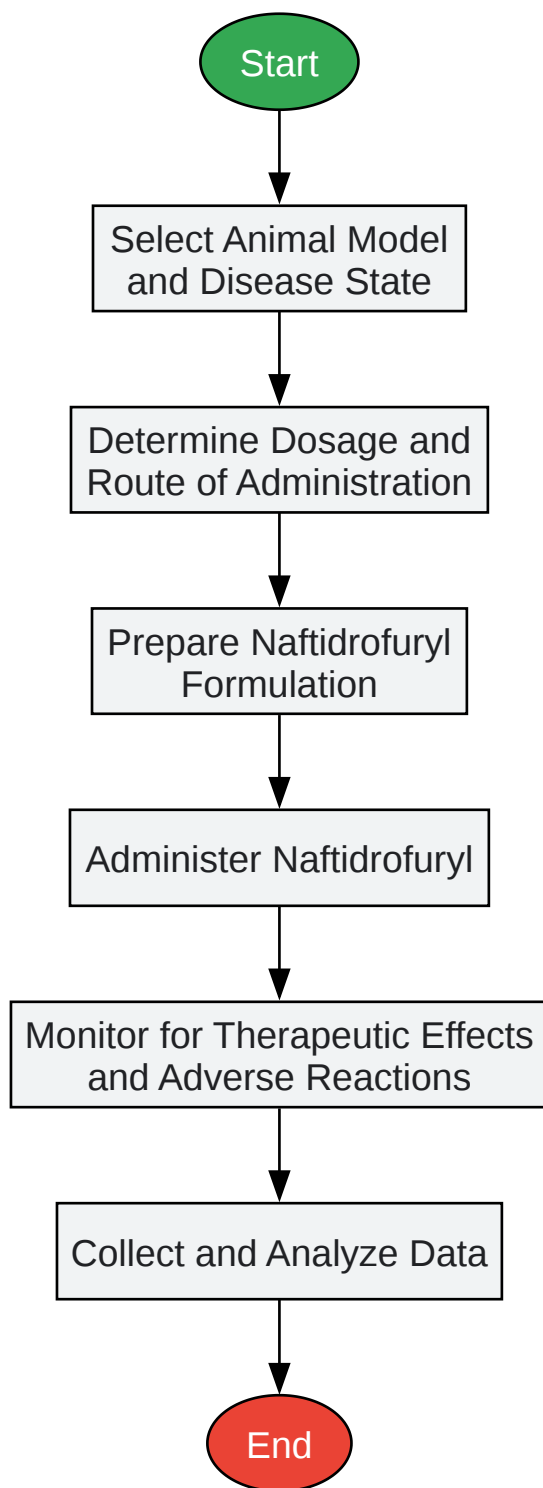 Start
Select Animal Model
and Disease State
Determine Dosage and
Route of Administration
Prepare Naftidrofuryl
Formulation
Administer Naftidrofuryl
Monitor for Therapeutic Effects
and Adverse Reactions
Collect and Analyze Data
End